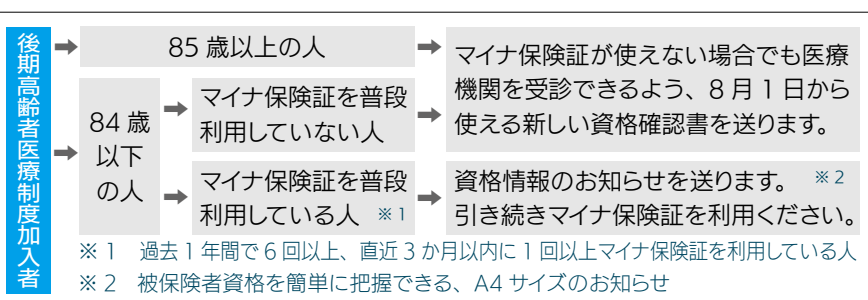 後期高齢者医療制度加入者
85 歳以上の人
84 歳
以下
の人
マイナ保険証を普段
利用していない人
マイナ保険証が使えない場合でも医療
機関を受診できるよう、8 月 1 日から
使える新しい資格確認書を送ります。
マイナ保険証を普段
利用している人 ※1
資格情報のお知らせを送ります。 ※2
引き続きマイナ保険証を利用ください。
※1 過去 1 年間で 6 回以上、直近 3 か月以内に 1 回以上マイナ保険証を利用している人
※2 被保険者資格を簡単に把握できる、A4 サイズのお知らせ